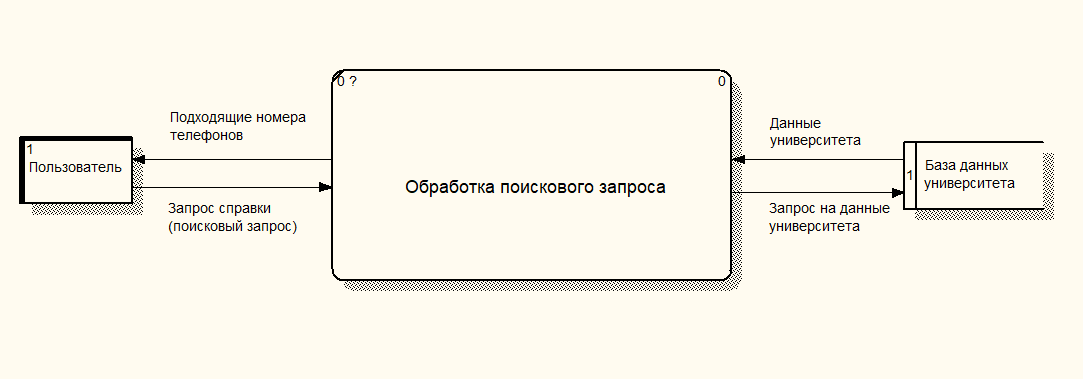 0 ?
0
Подходящие номера
телефонов
1
Пользователь
Запрос справки
(поисковый запрос)
Обработка поискового запроса
Данные
университета
1
База данных
университета
Запрос на данные
университета